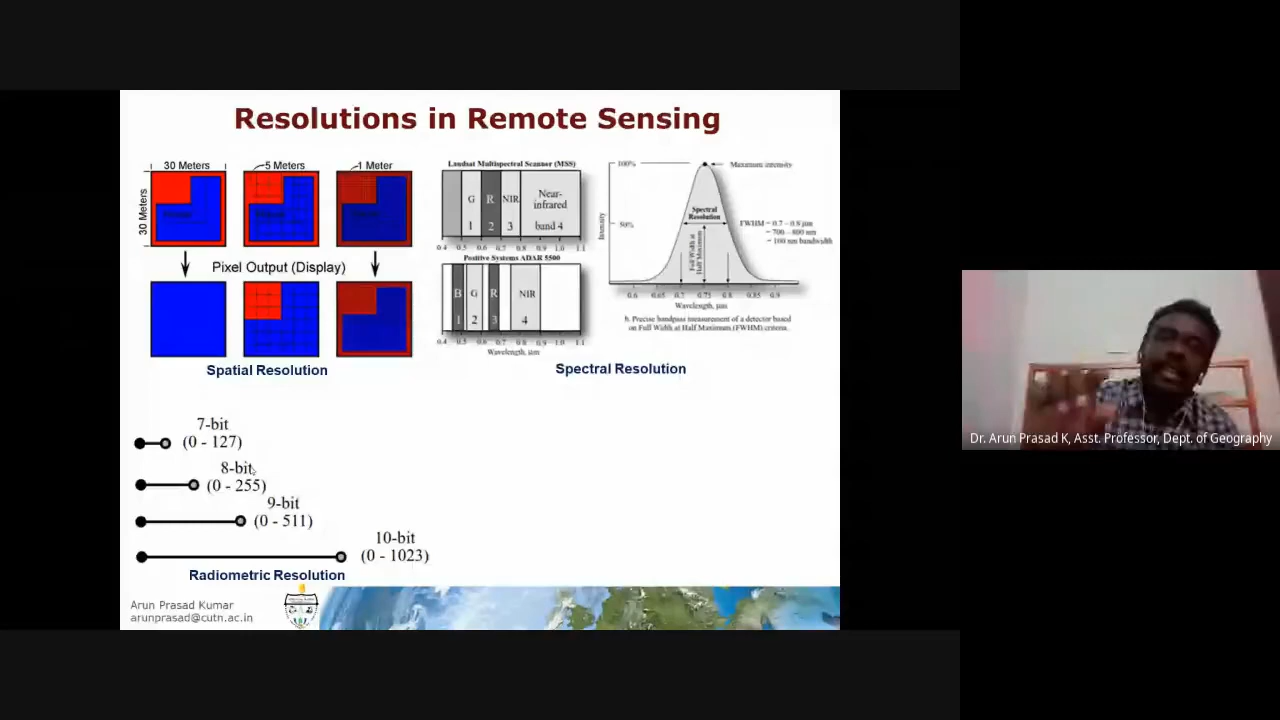 Resolutions in Remote Sensing
30 Meters
5 Meters
1 Meter
30 Meters
Pixel Output (Display)
Spatial Resolution
Landsat Multispectral Scanner (MSS)
G
R
NIR
Near-
infrared
1
2
3
band 4
0.4 0.5 0.6 0.7 0.8 0.9 1.0 1.1
Positive Systems ADAR 5500
B
G
R
NIR
1
2
3
4
0.4 0.5 0.6 0.7 0.8 0.9 1.0 1.1
Wavelength, µm
100%
Maximum intensity
Spectral
Resolution
Intensity
50%
Full Width at
Half Maximum
FWHM = 0.7 – 0.8 µm
= 700 – 800 nm
= 100 nm bandwidth
0.6 0.65 0.7 0.75 0.8 0.85 0.9
Wavelength, µm
b. Precise bandpass measurement of a detector based
on Full Width at Half Maximum (FWHM) criteria.
Spectral Resolution
7-bit
(0 - 127)
8-bit
(0 - 255)
9-bit
(0 - 511)
10-bit
(0 - 1023)
Radiometric Resolution
Arun Prasad Kumar
arunprasad@cutn.ac.in
Dr. Arun Prasad K, Asst. Professor, Dept. of Geography